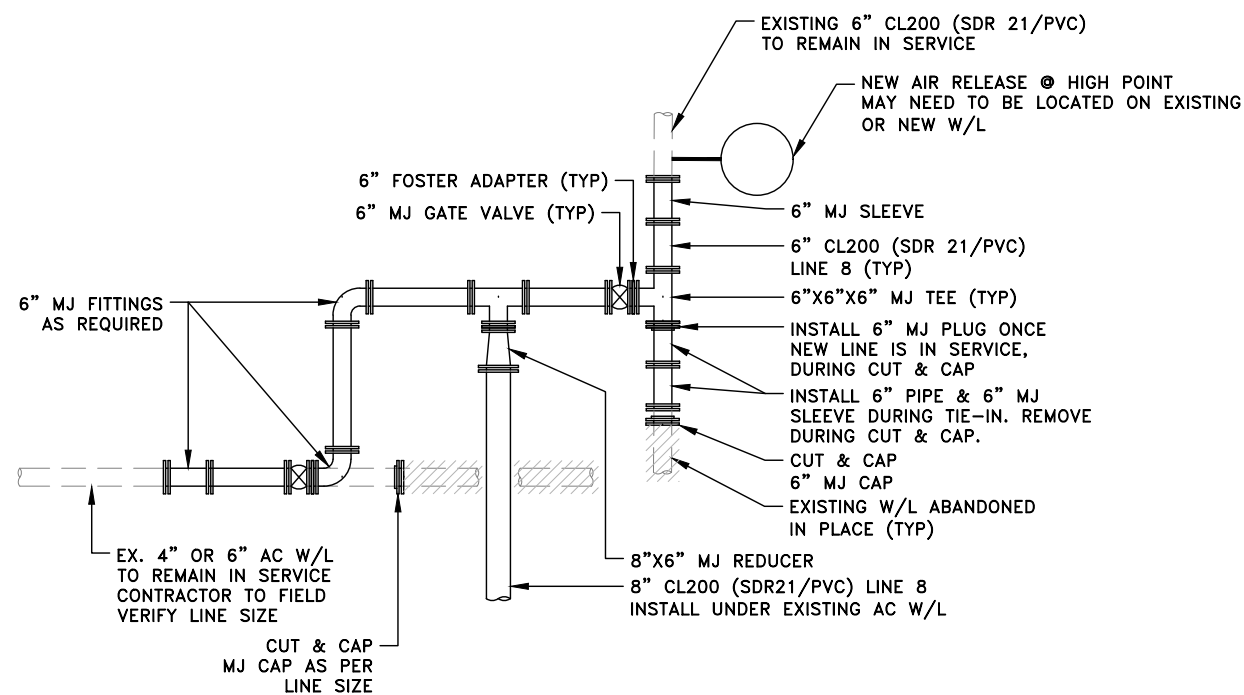 EXISTING 6” CL200 (SDR 21/PVC)
TO REMAIN IN SERVICE
NEW AIR RELEASE @ HIGH POINT
MAY NEED TO BE LOCATED ON EXISTING
OR NEW W/L
6” FOSTER ADAPTER (TYP)
6” MJ GATE VALVE (TYP)
6” MJ SLEEVE
6” CL200 (SDR 21/PVC)
LINE 8 (TYP)
6” MJ FITTINGS
AS REQUIRED
6”X6”X6” MJ TEE (TYP)
INSTALL 6” MJ PLUG ONCE
NEW LINE IS IN SERVICE,
DURING CUT & CAP
INSTALL 6” PIPE & 6” MJ
SLEEVE DURING TIE-IN. REMOVE
DURING CUT & CAP.
CUT & CAP
6” MJ CAP
EXISTING W/L ABANDONED
IN PLACE (TYP)
EX. 4” OR 6” AC W/L
TO REMAIN IN SERVICE
CONTRACTOR TO FIELD
VERIFY LINE SIZE
8”X6” MJ REDUCER
8” CL200 (SDR21/PVC) LINE 8
INSTALL UNDER EXISTING AC W/L
CUT & CAP
MJ CAP AS PER
LINE SIZE